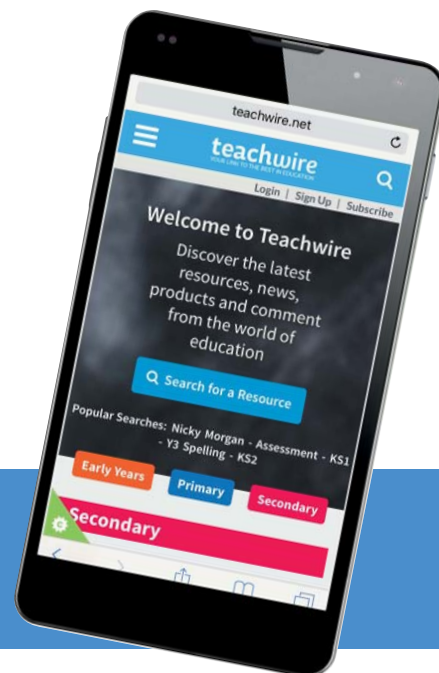 teachwire.net
teachwire
YOUR LINK TO THE BEST IN EDUCATION
Login | Sign Up | Subscribe
Welcome to Teachwire
Discover the latest
resources, news,
products and comment
from the world of
education
Search for a Resource
Popular Searches: Nicky Morgan - Assessment - KS1
- Y3 Spelling - KS2
Early Years
Primary
Secondary
Secondary